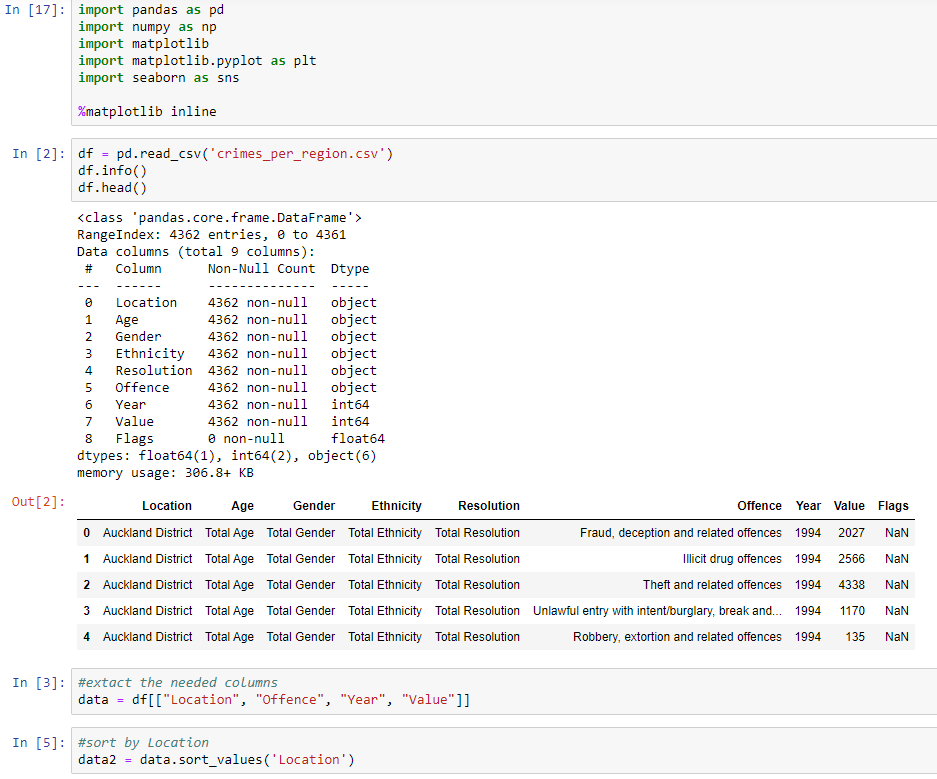 In [17]: import pandas as pd
import numpy as np
import matplotlib
import matplotlib.pyplot as plt
import seaborn as sns
%matplotlib inline
In [2]: df = pd.read_csv('crimes_per_region.csv')
df.info()
df.head()
<class 'pandas.core.frame.DataFrame'>
RangeIndex: 4362 entries, 0 to 4361
Data columns (total 9 columns):
# Column Non-Null Count Dtype
--- ------ -------------- -----
0 Location 4362 non-null object
1 Age 4362 non-null object
2 Gender 4362 non-null object
3 Ethnicity 4362 non-null object
4 Resolution 4362 non-null object
5 Offence 4362 non-null object
6 Year 4362 non-null int64
7 Value 4362 non-null int64
8 Flags 0 non-null float64
dtypes: float64(1), int64(2), object(6)
memory usage: 306.8+ KB
Out[2]: Location Age Gender Ethnicity Resolution Offence Year Value Flags
0 Auckland District Total Age Total Gender Total Ethnicity Total Resolution Fraud, deception and related offences 1994 2027 NaN
1 Auckland District Total Age Total Gender Total Ethnicity Total Resolution Illicit drug offences 1994 2566 NaN
2 Auckland District Total Age Total Gender Total Ethnicity Total Resolution Theft and related offences 1994 4338 NaN
3 Auckland District Total Age Total Gender Total Ethnicity Total Resolution Unlawful entry with intent/burglary, break and... 1994 1170 NaN
4 Auckland District Total Age Total Gender Total Ethnicity Total Resolution Robbery, extortion and related offences 1994 135 NaN
In [3]: #extact the needed columns
data = df[["Location", "Offence", "Year", "Value"]]
In [5]: #sort by Location
data2 = data.sort_values('Location')